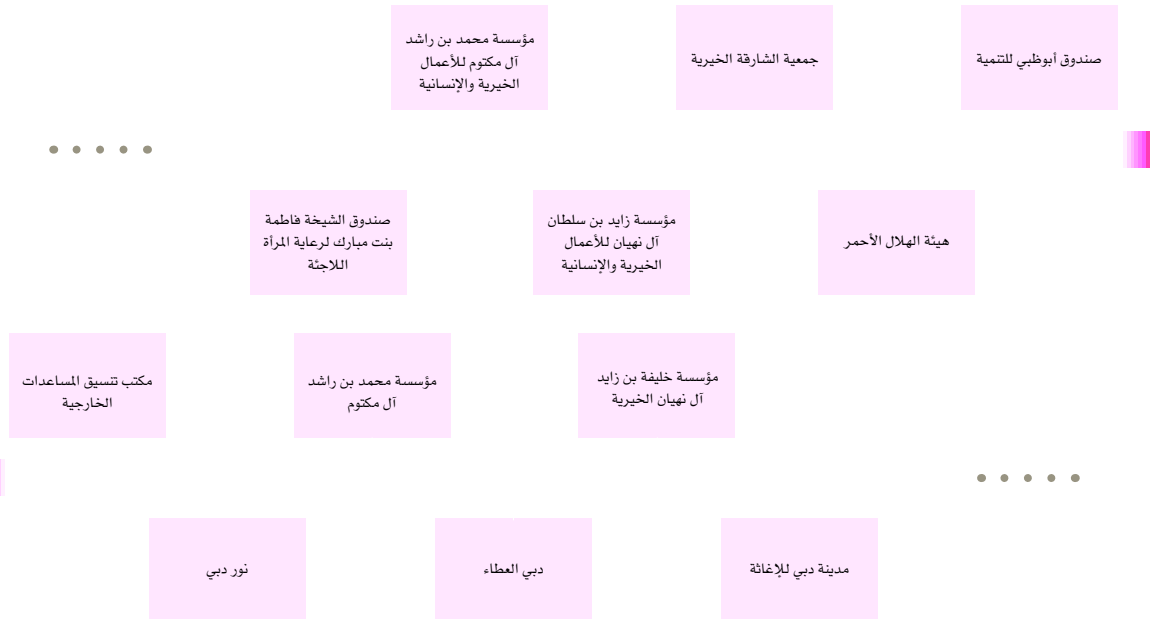 صندوق أبوظبي للتنمية
جمعية الشارقة الخيرية
مؤسسة محمد بن راشد
آل مكتوم للأعمال
الخيرية والإنسانية
هيئة الهلال الأحمر
مؤسسة زايد بن سلطان
آل نهيان للأعمال
الخيرية والإنسانية
صندوق الشيخة فاطمة
بنت مبارك لرعاية المرأة
اللاجئة
مؤسسة خليفة بن زايد
آل نهيان الخيرية
مؤسسة محمد بن راشد
آل مكتوم
مكتب تنسيق المساعدات
الخارجية
مدينة دبي للإغاثة
دبي العطاء
نور دبي